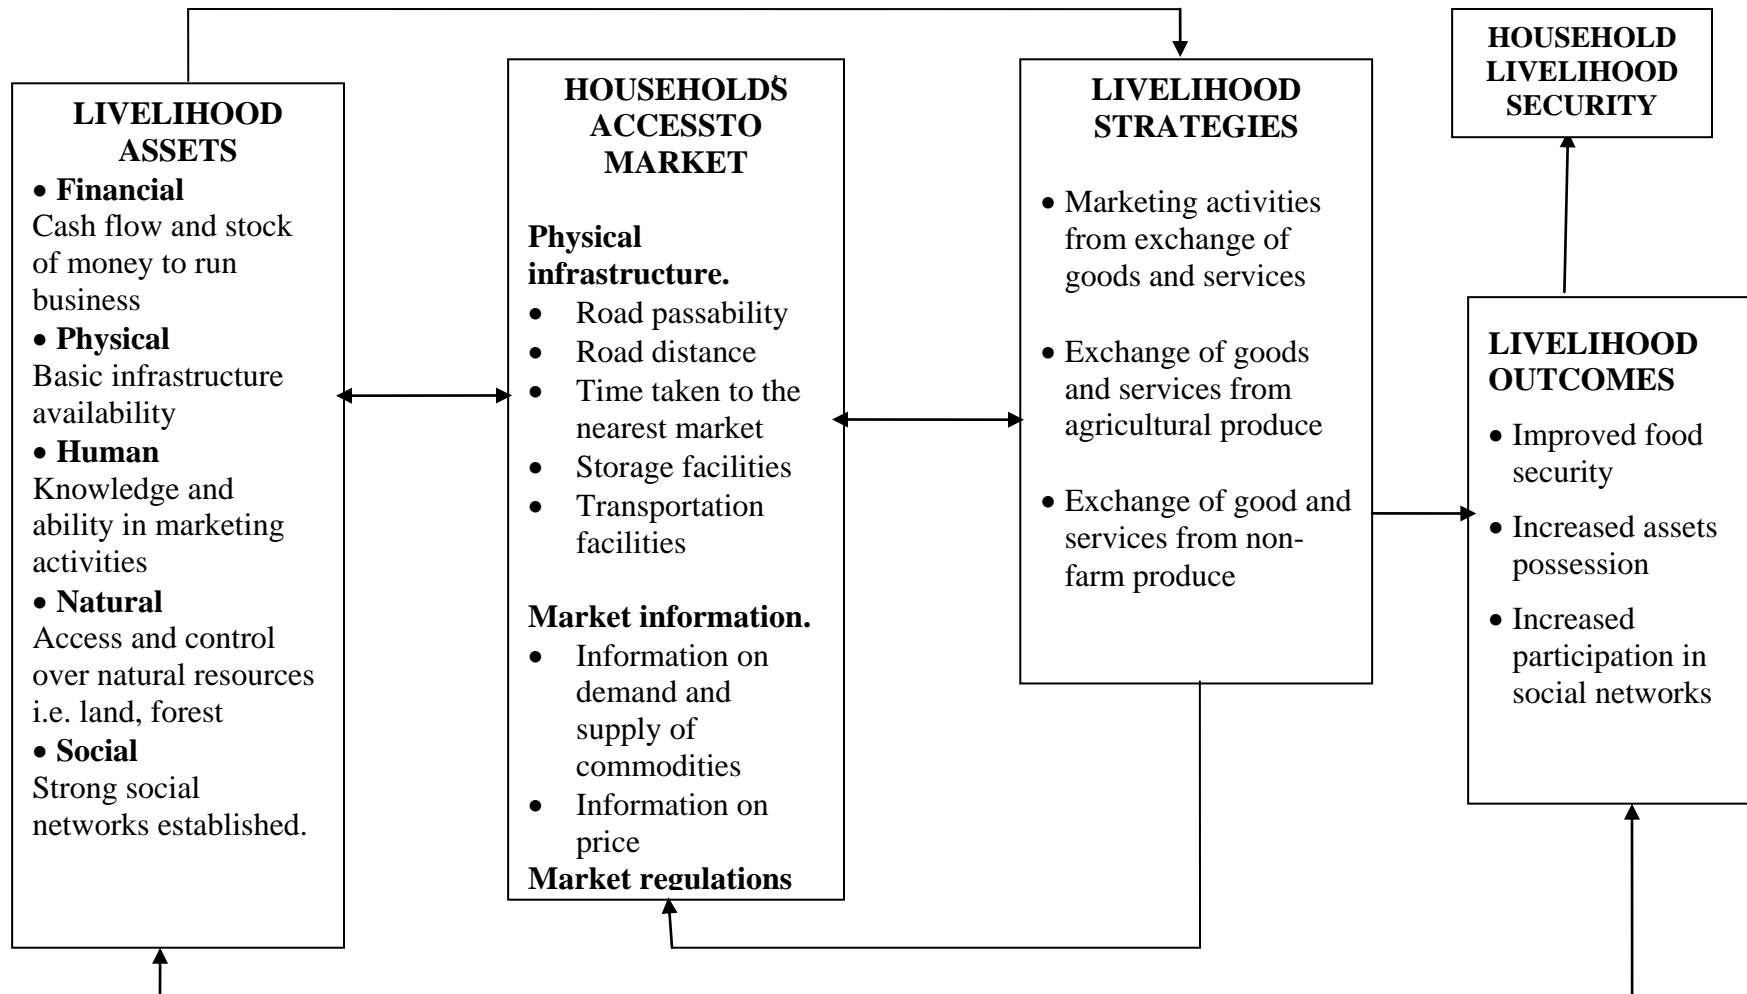 LIVELIHOOD
ASSETS
• Financial
Cash flow and stock
of money to run
business
• Physical
Basic infrastructure
availability
• Human
Knowledge and
ability in marketing
activities
• Natural
Access and control
over natural resources
i.e. land, forest
• Social
Strong social
networks established.
HOUSEHOLDS'
ACCESSTO
MARKET
Physical
infrastructure.
• Road passability
• Road distance
• Time taken to the
nearest market
• Storage facilities
• Transportation
facilities
Market information.
• Information on
demand and
supply of
commodities
• Information on
price
Market regulations
LIVELIHOOD
STRATEGIES
• Marketing activities
from exchange of
goods and services
• Exchange of goods
and services from
agricultural produce
• Exchange of good and
services from non-
farm produce
HOUSEHOLD
LIVELIHOOD
SECURITY
LIVELIHOOD
OUTCOMES
• Improved food
security
• Increased assets
possession
• Increased
participation in
social networks